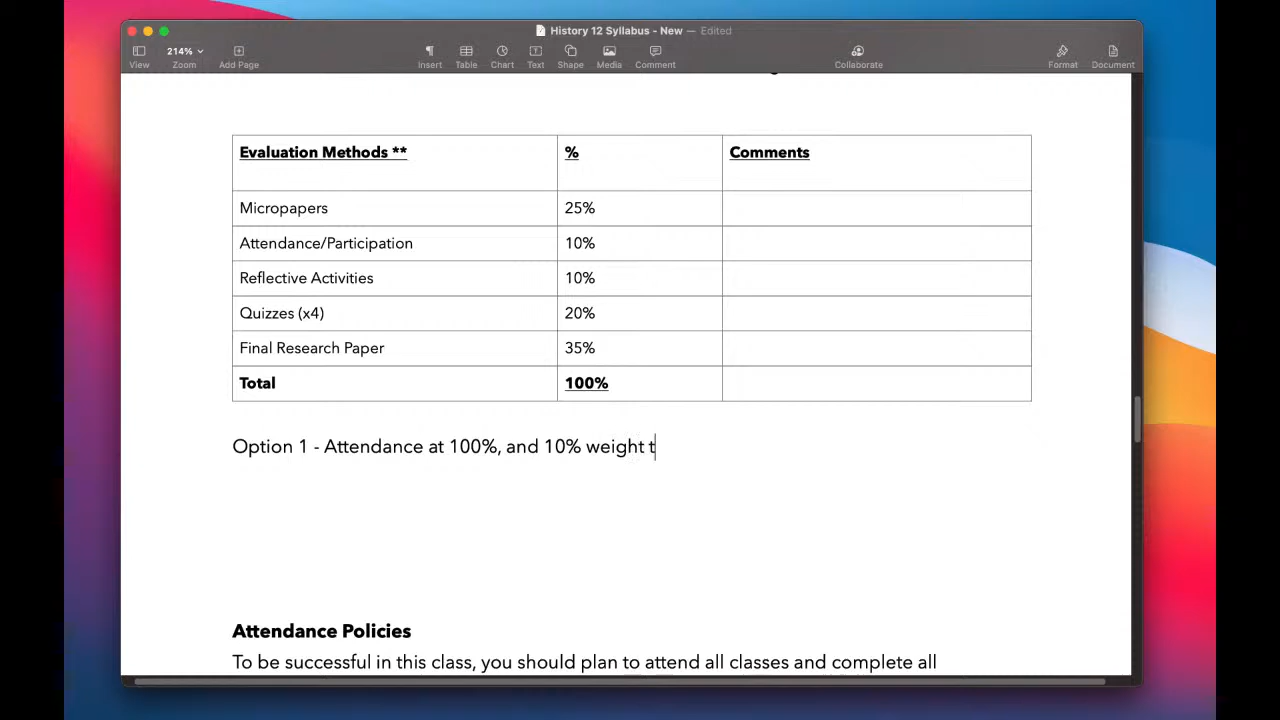 History 12 Syllabus - New — Edited
214%
View Zoom Add Page Insert Table Chart Text Shape Media Comment Collaborate Format Document
Evaluation Methods ** % Comments
Micropapers 25%
Attendance/Participation 10%
Reflective Activities 10%
Quizzes (x4) 20%
Final Research Paper 35%
Total 100%
Option 1 - Attendance at 100%, and 10% weight t
Attendance Policies
To be successful in this class, you should plan to attend all classes and complete all